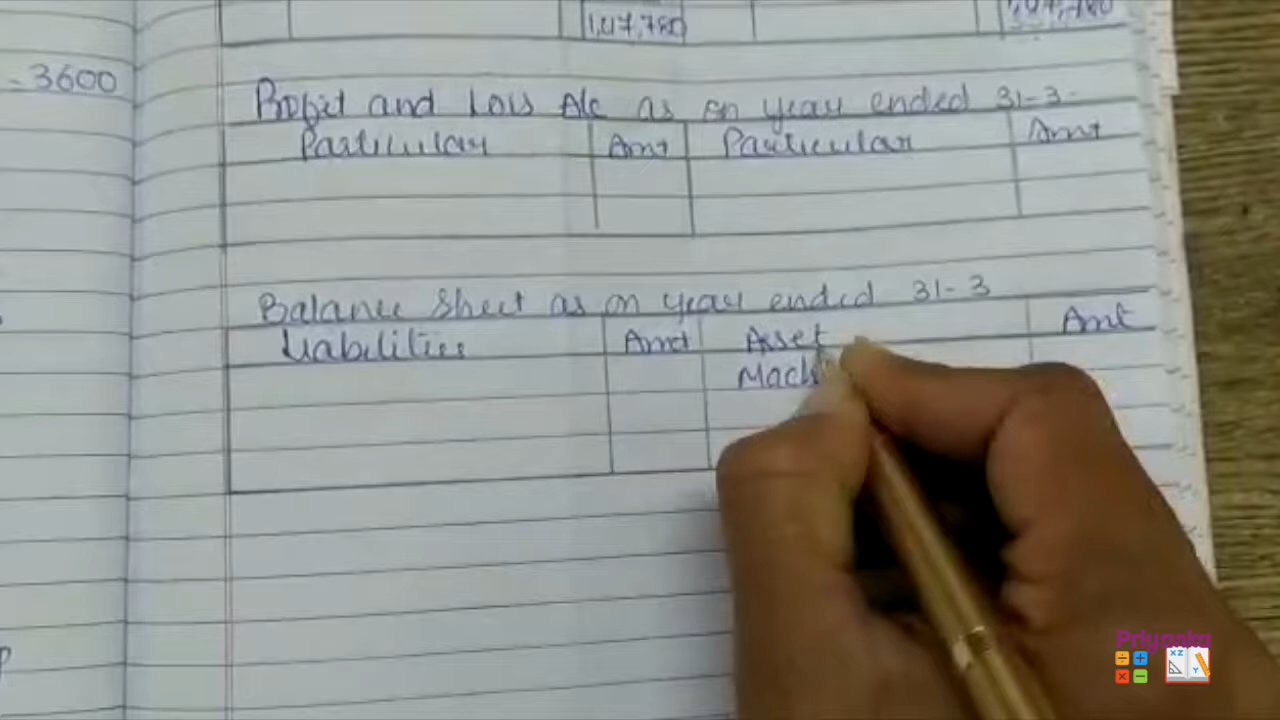 1,47,780
- 3600
Profit and Loss A/c as on year ended 31-3-
Particular Amt Particular Amt
Balance Sheet as on year ended 31-3
Liabilities Amt Asset Amt
Mach
Priyanka